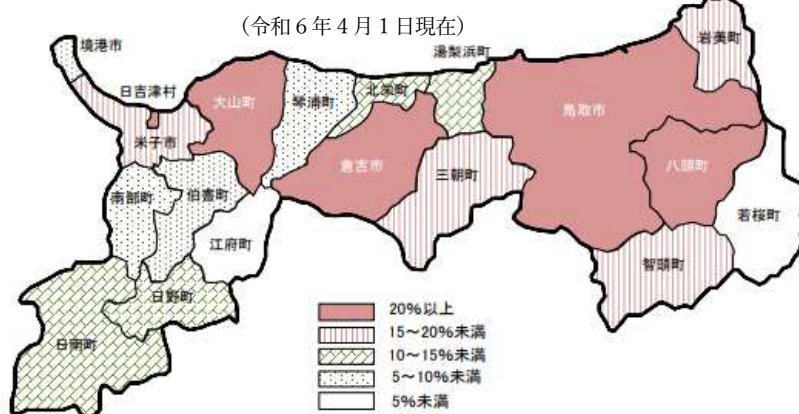 （令和６年４月１日現在）
境港市
湯梨浜町
岩美町
日吉津村
大山町
琴浦町
北栄町
鳥取市
米子市
倉吉市
三朝町
八頭町
南部町
伯耆町
若桜町
江府町
智頭町
日野町
日南町
20%以上
15～20%未満
10～15%未満
5～10%未満
5%未満